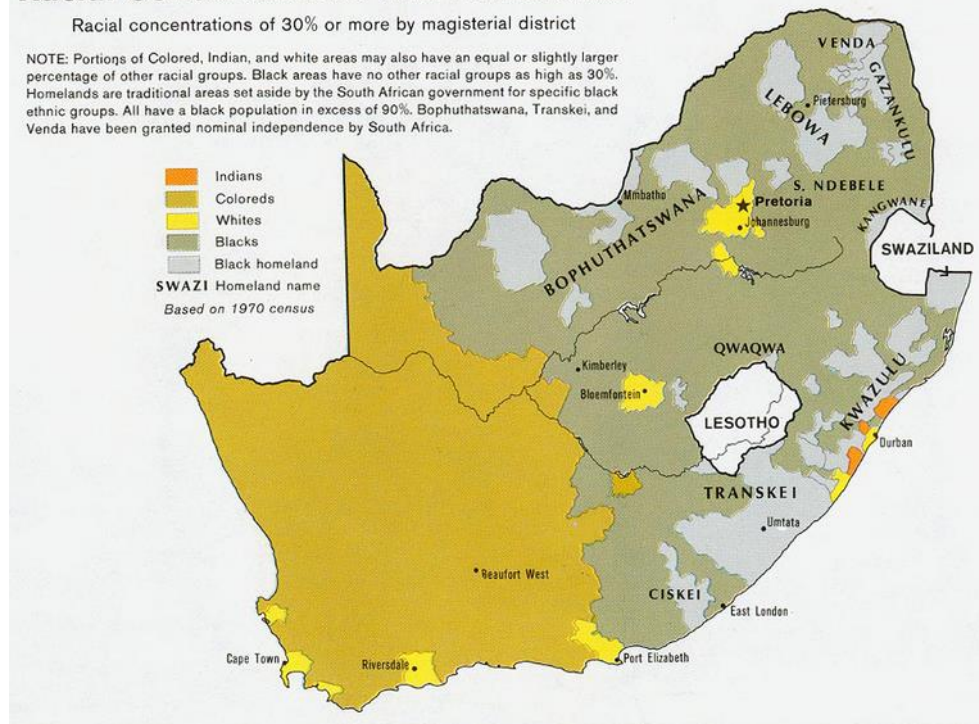 Racial concentrations of 30% or more by magisterial district
NOTE: Portions of Colored, Indian, and white areas may also have an equal or slightly larger
percentage of other racial groups. Black areas have no other racial groups as high as 30%.
Homelands are traditional areas set aside by the South African government for specific black
ethnic groups. All have a black population in excess of 90%. Bophuthatswana, Transkei, and
Venda have been granted nominal independence by South Africa.
Indians
Coloreds
Whites
Blacks
Black homeland
SWAZI Homeland name
Based on 1970 census
VENDA
GAZANKULU
LEBOWA
Pietersburg
S. NDEBELE
Mmbatho
Pretoria
Johannesburg
KANGWANE
BOPHUTHATSWANA
SWAZILAND
QWAQWA
Kimberley
Bloemfontein
KWAZULU
LESOTHO
Durban
TRANSKEI
Umtata
Beaufort West
CISKEI
East London
Cape Town
Riversdale
Port Elizabeth